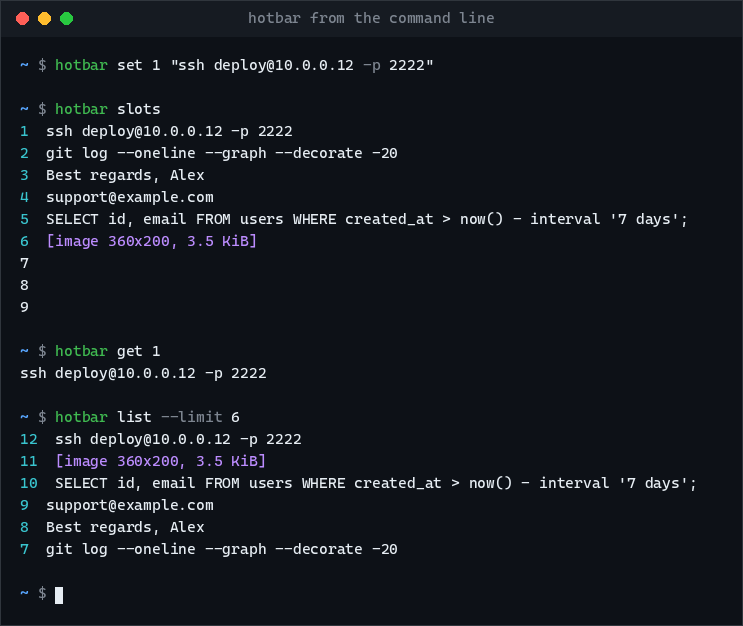 hotbar from the command line
~ $ hotbar set 1 "ssh deploy@10.0.0.12 -p 2222"
~ $ hotbar slots
1  ssh deploy@10.0.0.12 -p 2222
2  git log --oneline --graph --decorate -20
3  Best regards, Alex
4  support@example.com
5  SELECT id, email FROM users WHERE created_at > now() - interval '7 days';
6  [image 360x200, 3.5 KiB]
7
8
9
~ $ hotbar get 1
ssh deploy@10.0.0.12 -p 2222
~ $ hotbar list --limit 6
12  ssh deploy@10.0.0.12 -p 2222
11  [image 360x200, 3.5 KiB]
10  SELECT id, email FROM users WHERE created_at > now() - interval '7 days';
9  support@example.com
8  Best regards, Alex
7  git log --oneline --graph --decorate -20
~ $